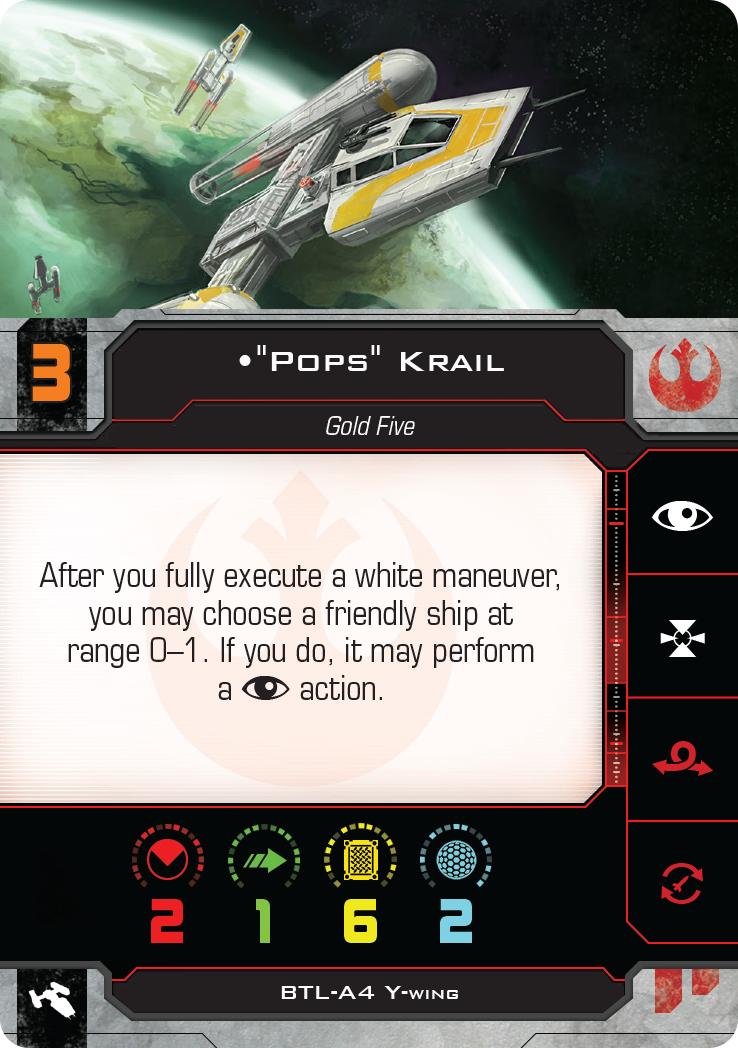 3
•"Pops" Krail
Gold Five
After you fully execute a white maneuver,
you may choose a friendly ship at
range 0–1. If you do, it may perform
a action.
2 1 6 2
BTL-A4 Y-wing